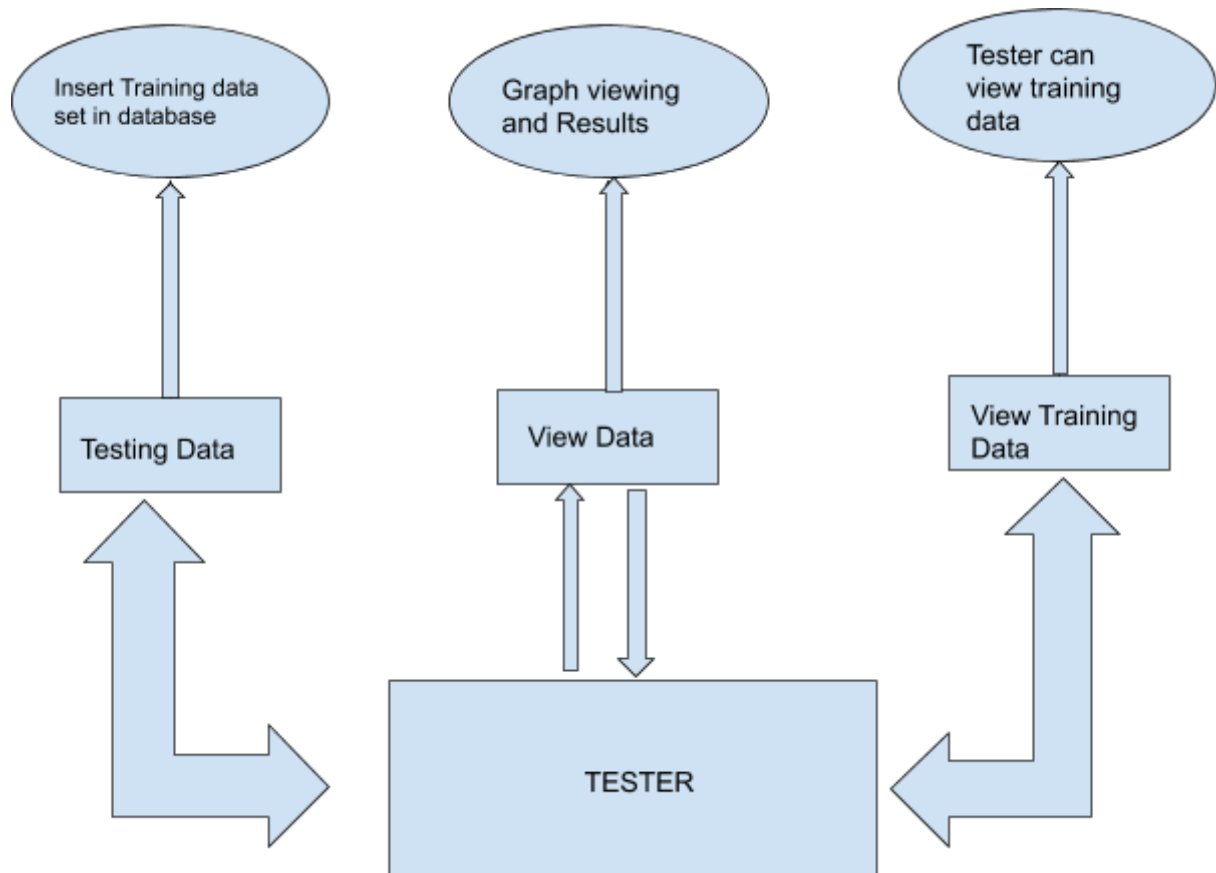 Insert Training data
set in database
Graph viewing
and Results
Tester can
view training
data
Testing Data
View Data
View Training
Data
TESTER